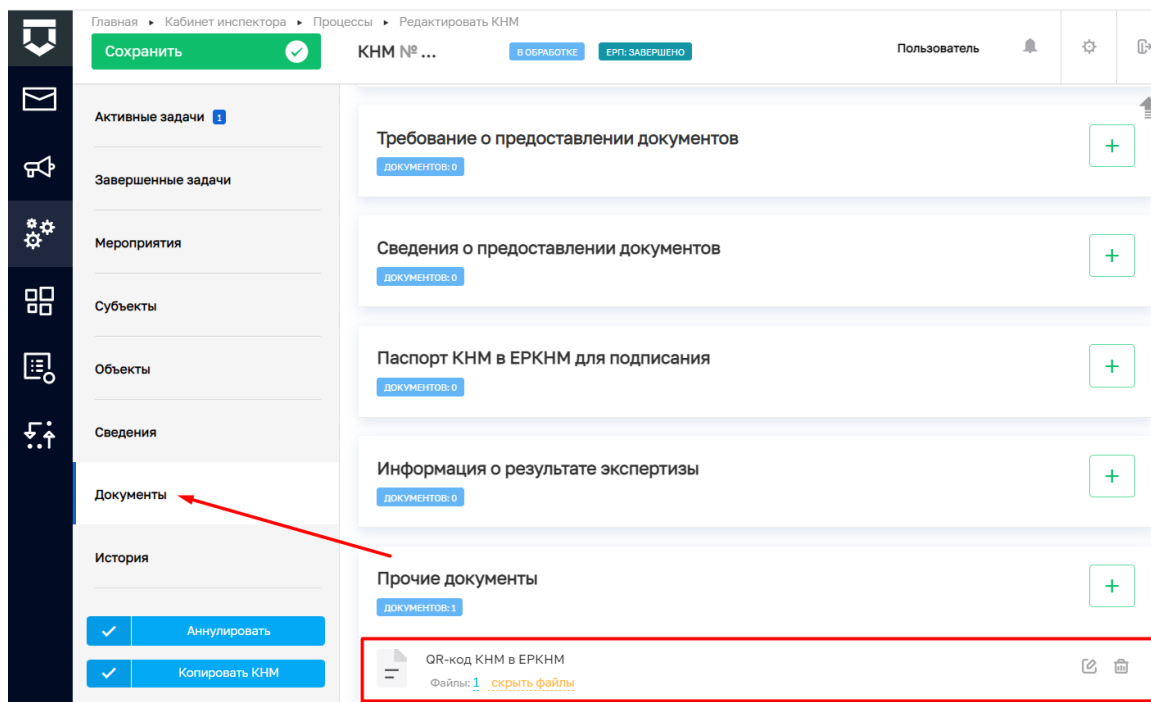 Главная ▸ Кабинет инспектора ▸ Процессы ▸ Редактировать КНМ
Сохранить
КНМ № ...
В ОБРАБОТКЕ
ЕРП: ЗАВЕРШЕНО
Пользователь
Активные задачи 1
Завершенные задачи
Мероприятия
Субъекты
Объекты
Сведения
Документы
История
Аннулировать
Копировать КНМ
Требование о предоставлении документов
ДОКУМЕНТОВ: 0
Сведения о предоставлении документов
ДОКУМЕНТОВ: 0
Паспорт КНМ в ЕРКНМ для подписания
ДОКУМЕНТОВ: 0
Информация о результате экспертизы
ДОКУМЕНТОВ: 0
Прочие документы
ДОКУМЕНТОВ: 1
QR-код КНМ в ЕРКНМ
Файлы: 1 скрыть файлы